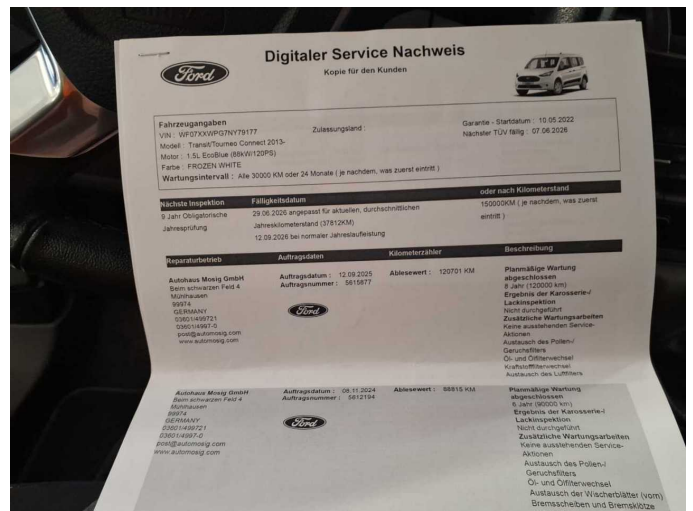 Ford
Digitaler Service Nachweis
Kopie für den Kunden
Fahrzeugangaben
VIN : WF07XXWPG7NY79177
Zulassungsland :
Garantie - Startdatum : 10.05.2022
Modell : Transit/Tourneo Connect 2013-
Nächster TÜV fällig : 07.06.2026
Motor : 1.5L EcoBlue (88kW/120PS)
Farbe : FROZEN WHITE
Wartungsintervall : Alle 30000 KM oder 24 Monate ( je nachdem, was zuerst eintritt )
Nächste Inspektion
Fälligkeitsdatum
oder nach Kilometerstand
9 Jahr Obligatorische
Jahresprüfung
29.06.2026 angepasst für aktuellen, durchschnittlichen
Jahreskilometerstand (37812KM)
12.09.2026 bei normaler Jahreslaufleistung
150000KM ( je nachdem, was zuerst
eintritt )
Reparaturbetrieb
Auftragsdaten
Kilometerzähler
Beschreibung
Autohaus Mosig GmbH
Beim schwarzen Feld 4
Mühlhausen
99974
GERMANY
03601/499721
03601/4997-0
post@automosig.com
www.automosig.com
Auftragsdatum : 12.09.2025
Auftragsnummer : 5615877
Ford
Ablesewert : 120701 KM
Planmäßige Wartung
abgeschlossen
8 Jahr (120000 km)
Ergebnis der Karosserie-/
Lackinspektion
Nicht durchgeführt
Zusätzliche Wartungsarbeiten
Keine ausstehenden Service-
Aktionen
Austausch des Pollen-/
Geruchsfilters
Öl- und Ölfilterwechsel
Kraftstofffilterwechsel
Austausch des Luftfilters
Autohaus Mosig GmbH
Beim schwarzen Feld 4
Mühlhausen
99974
GERMANY
03601/499721
03601/4997-0
post@automosig.com
www.automosig.com
Auftragsdatum : 06.11.2024
Auftragsnummer : 5612194
Ford
Ablesewert : 88815 KM
Planmäßige Wartung
abgeschlossen
6 Jahr (90000 km)
Ergebnis der Karosserie-/
Lackinspektion
Nicht durchgeführt
Zusätzliche Wartungsarbeiten
Keine ausstehenden Service-
Aktionen
Austausch des Pollen-/
Geruchsfilters
Öl- und Ölfilterwechsel
Austausch der Wischerblätter (vorn)
Bremsscheiben und Bremsklötze